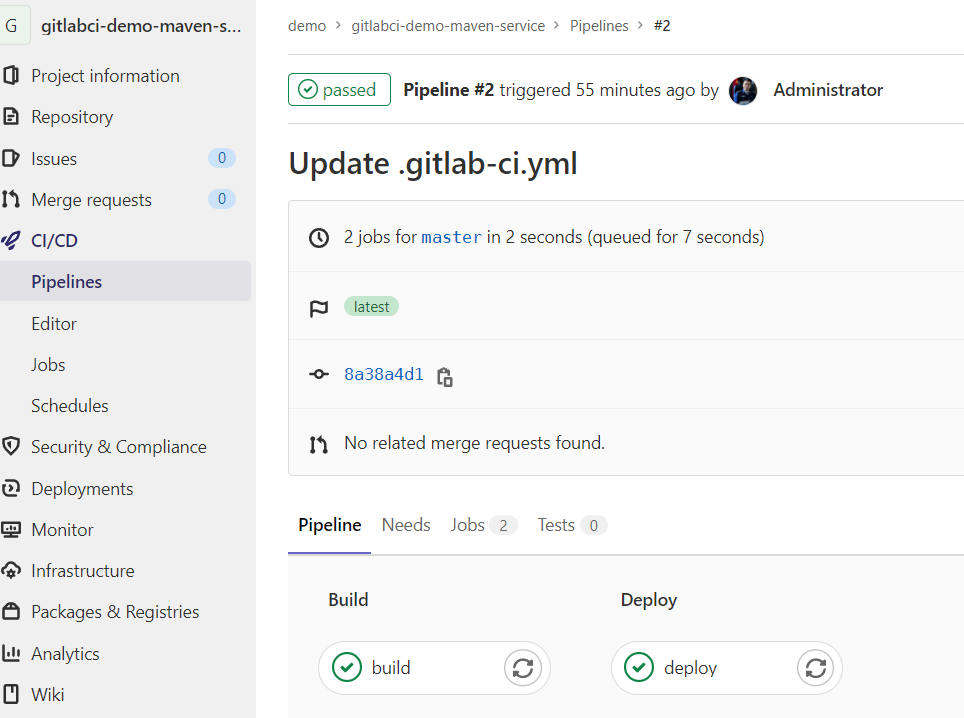 G gitlabci-demo-maven-s...
Project information
Repository
Issues 0
Merge requests 0
CI/CD
Pipelines
Editor
Jobs
Schedules
Security & Compliance
Deployments
Monitor
Infrastructure
Packages & Registries
Analytics
Wiki
demo > gitlabci-demo-maven-service > Pipelines > #2
passed Pipeline #2 triggered 55 minutes ago by Administrator
Update .gitlab-ci.yml
2 jobs for master in 2 seconds (queued for 7 seconds)
latest
8a38a4d1
No related merge requests found.
Pipeline Needs Jobs 2 Tests 0
Build Deploy
build deploy